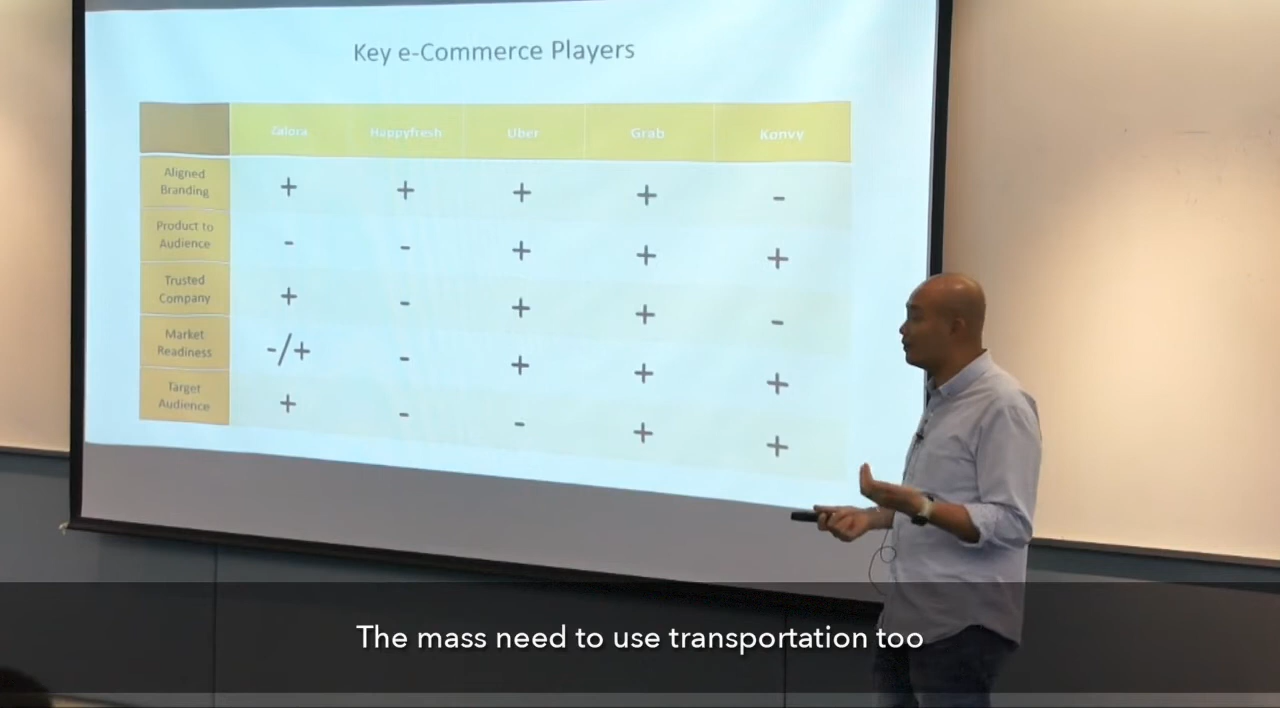 Key e-Commerce Players
Zalora Happyfresh Uber Grab Konvy
Aligned
Branding + + + + -
Product to
Audience - - + + +
Trusted
Company + - + + -
Market
Readiness -/+ - + + +
Target
Audience + - - + +
The mass need to use transportation too